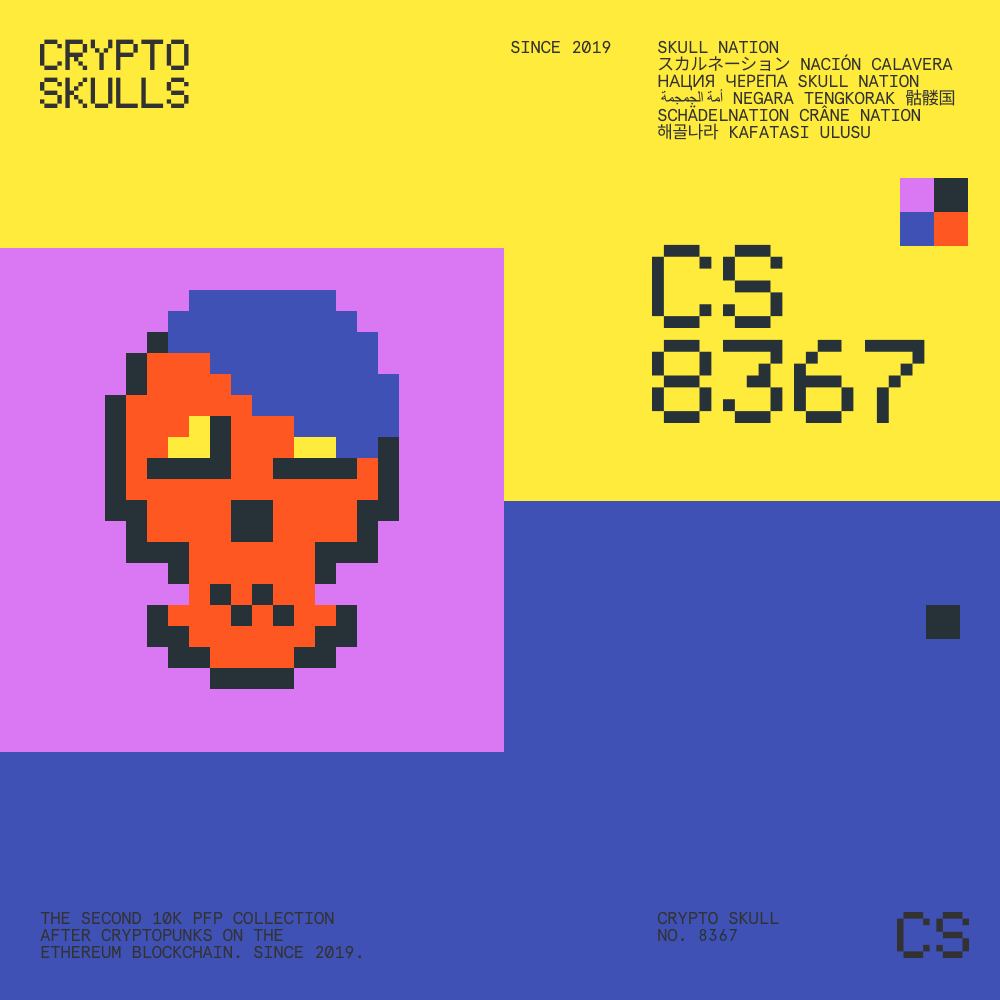 CRYPTO
SKULLS
SINCE 2019
SKULL NATION
スカルネーション NACIÓN CALAVERA
НАЦИЯ ЧЕРЕПА SKULL NATION
أمة الجمجمة NEGARA TENGKORAK 骷髅国
SCHÄDELNATION CRÂNE NATION
해골나라 KAFATASI ULUSU
CS
8367
THE SECOND 10K PFP COLLECTION
AFTER CRYPTOPUNKS ON THE
ETHEREUM BLOCKCHAIN. SINCE 2019.
CRYPTO SKULL
NO. 8367
CS